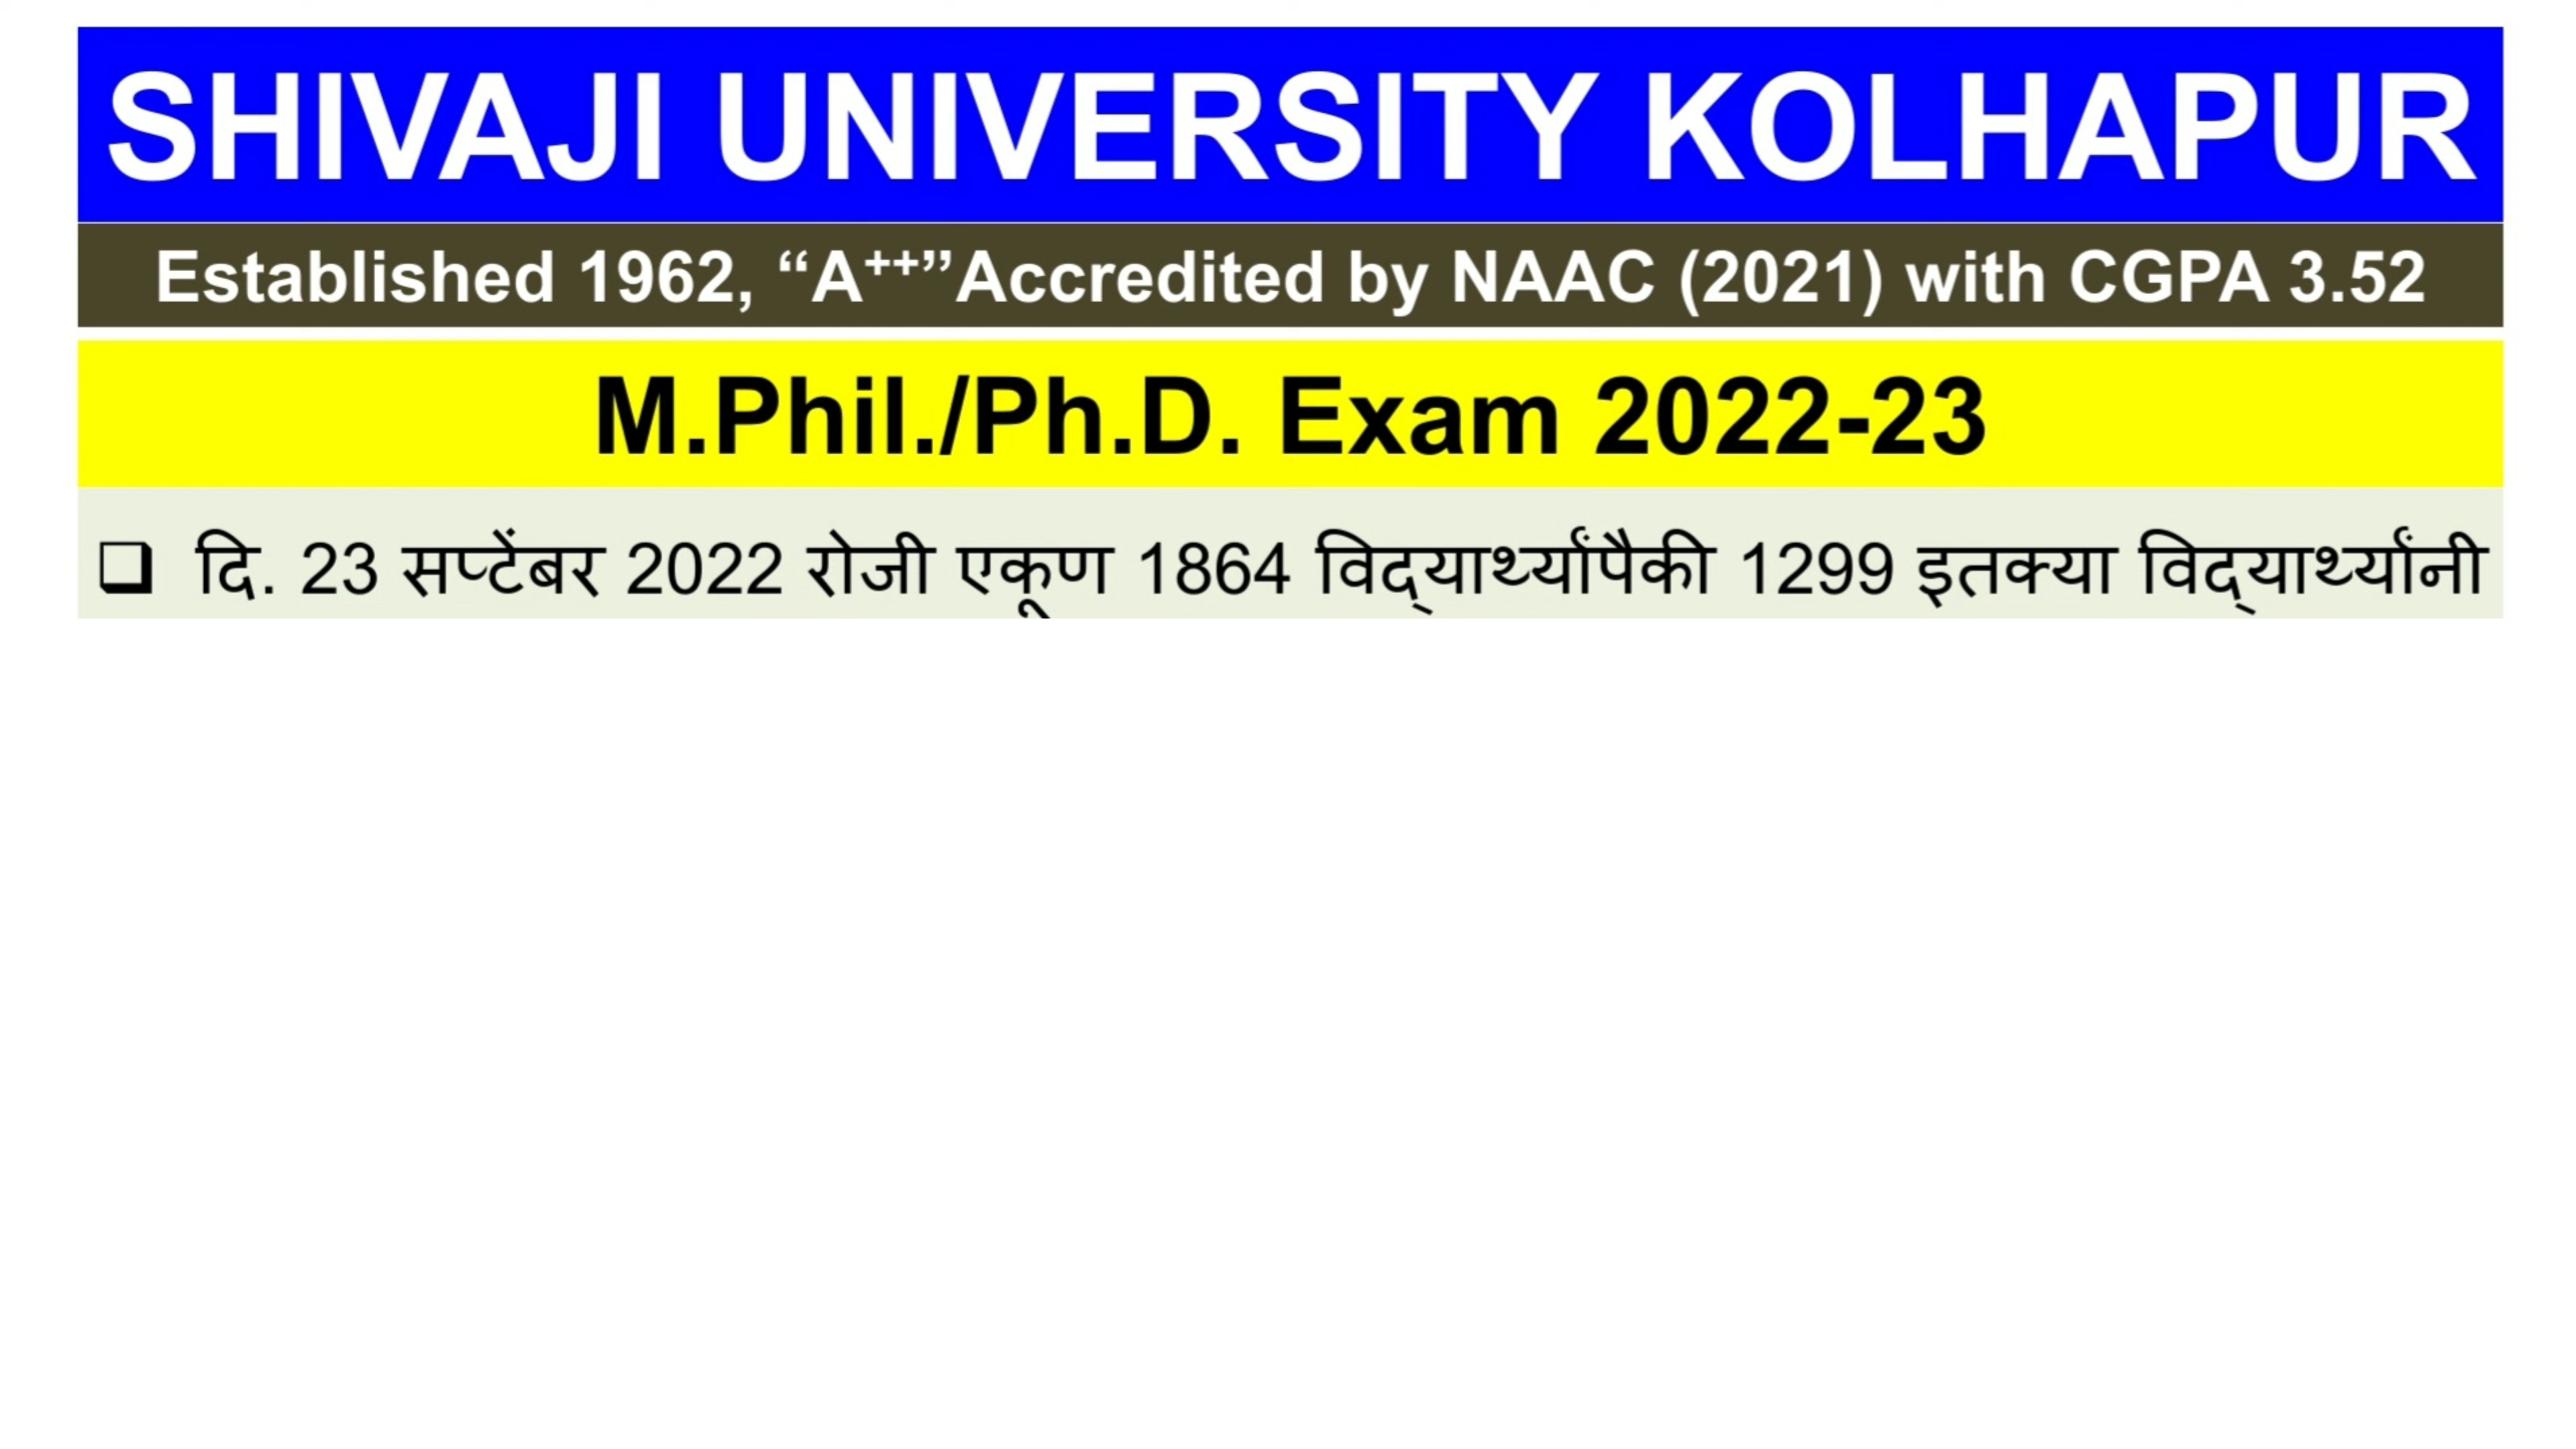 SHIVAJI UNIVERSITY KOLHAPUR
Established 1962, “A++”Accredited by NAAC (2021) with CGPA 3.52
M.Phil./Ph.D. Exam 2022-23
❑ दि. 23 सप्टेंबर 2022 रोजी एकूण 1864 विद्यार्थ्यांपैकी 1299 इतक्या विद्यार्थ्यांनी